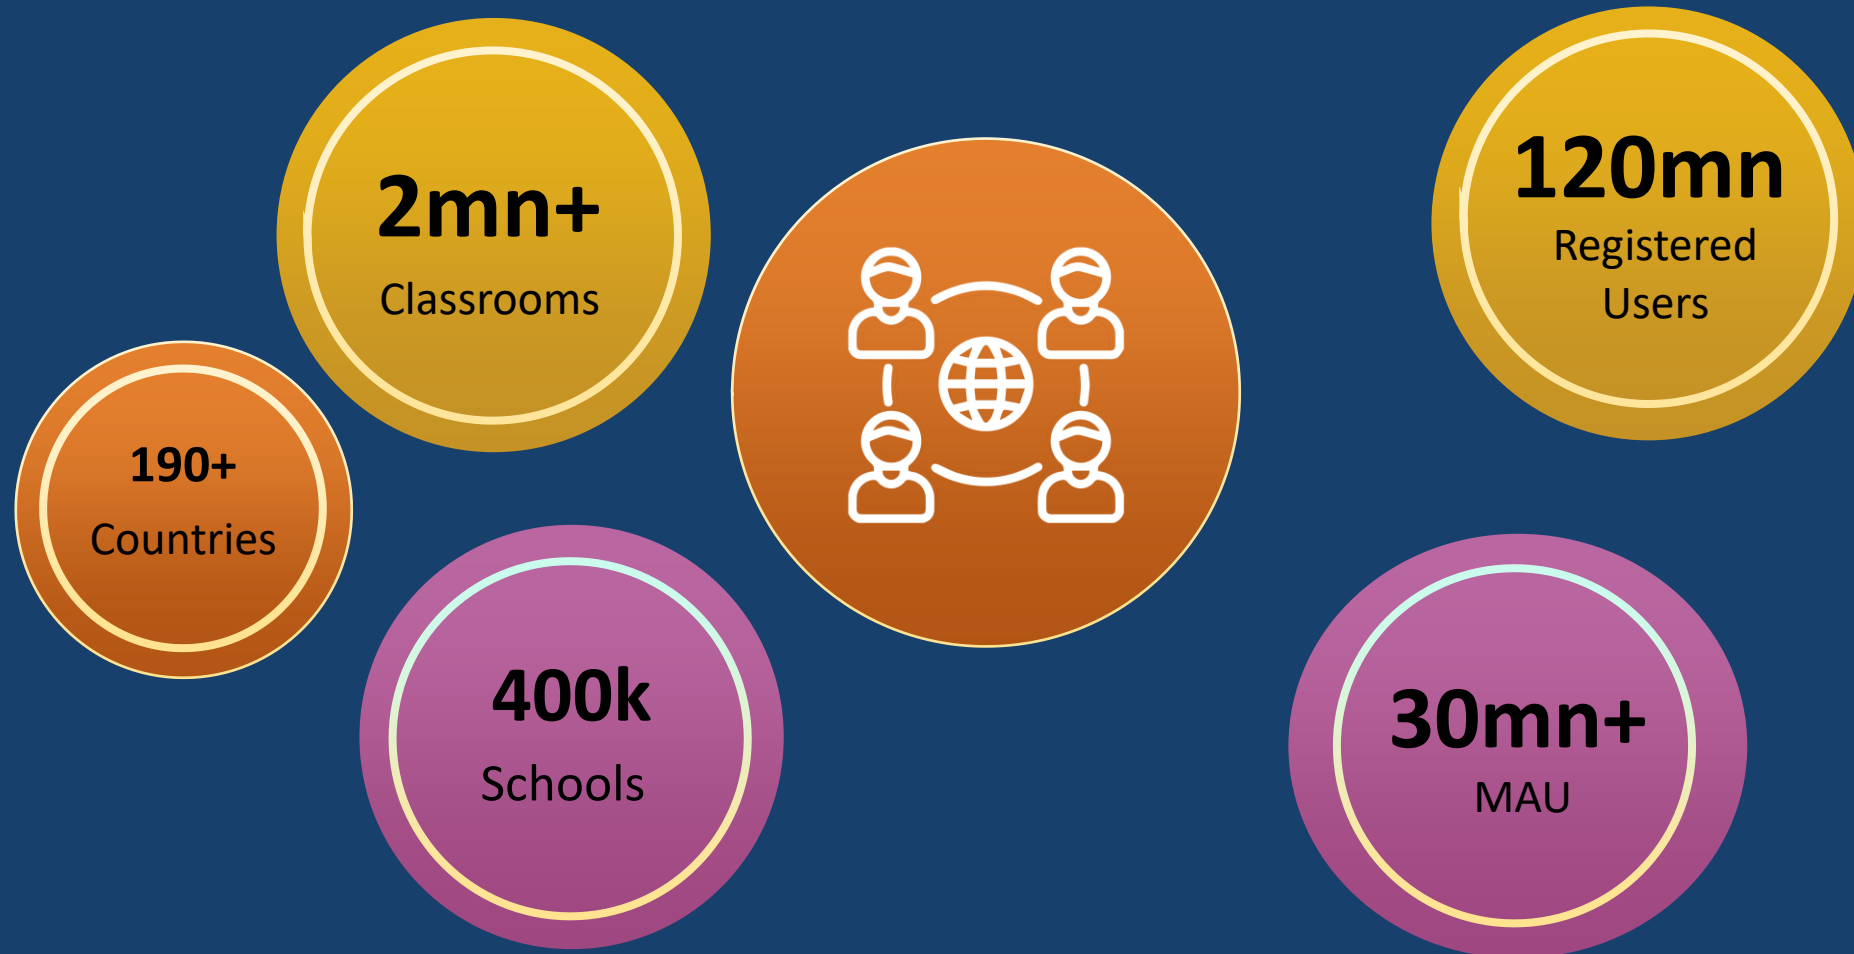 2mn+
Classrooms
190+
Countries
400k
Schools
120mn
Registered
Users
30mn+
MAU